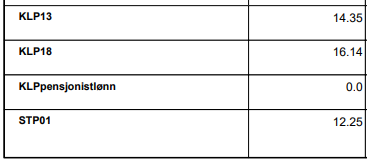 KLP13 14.35
KLP18 16.14
KLPpensjonistlønn 0.0
STP01 12.25